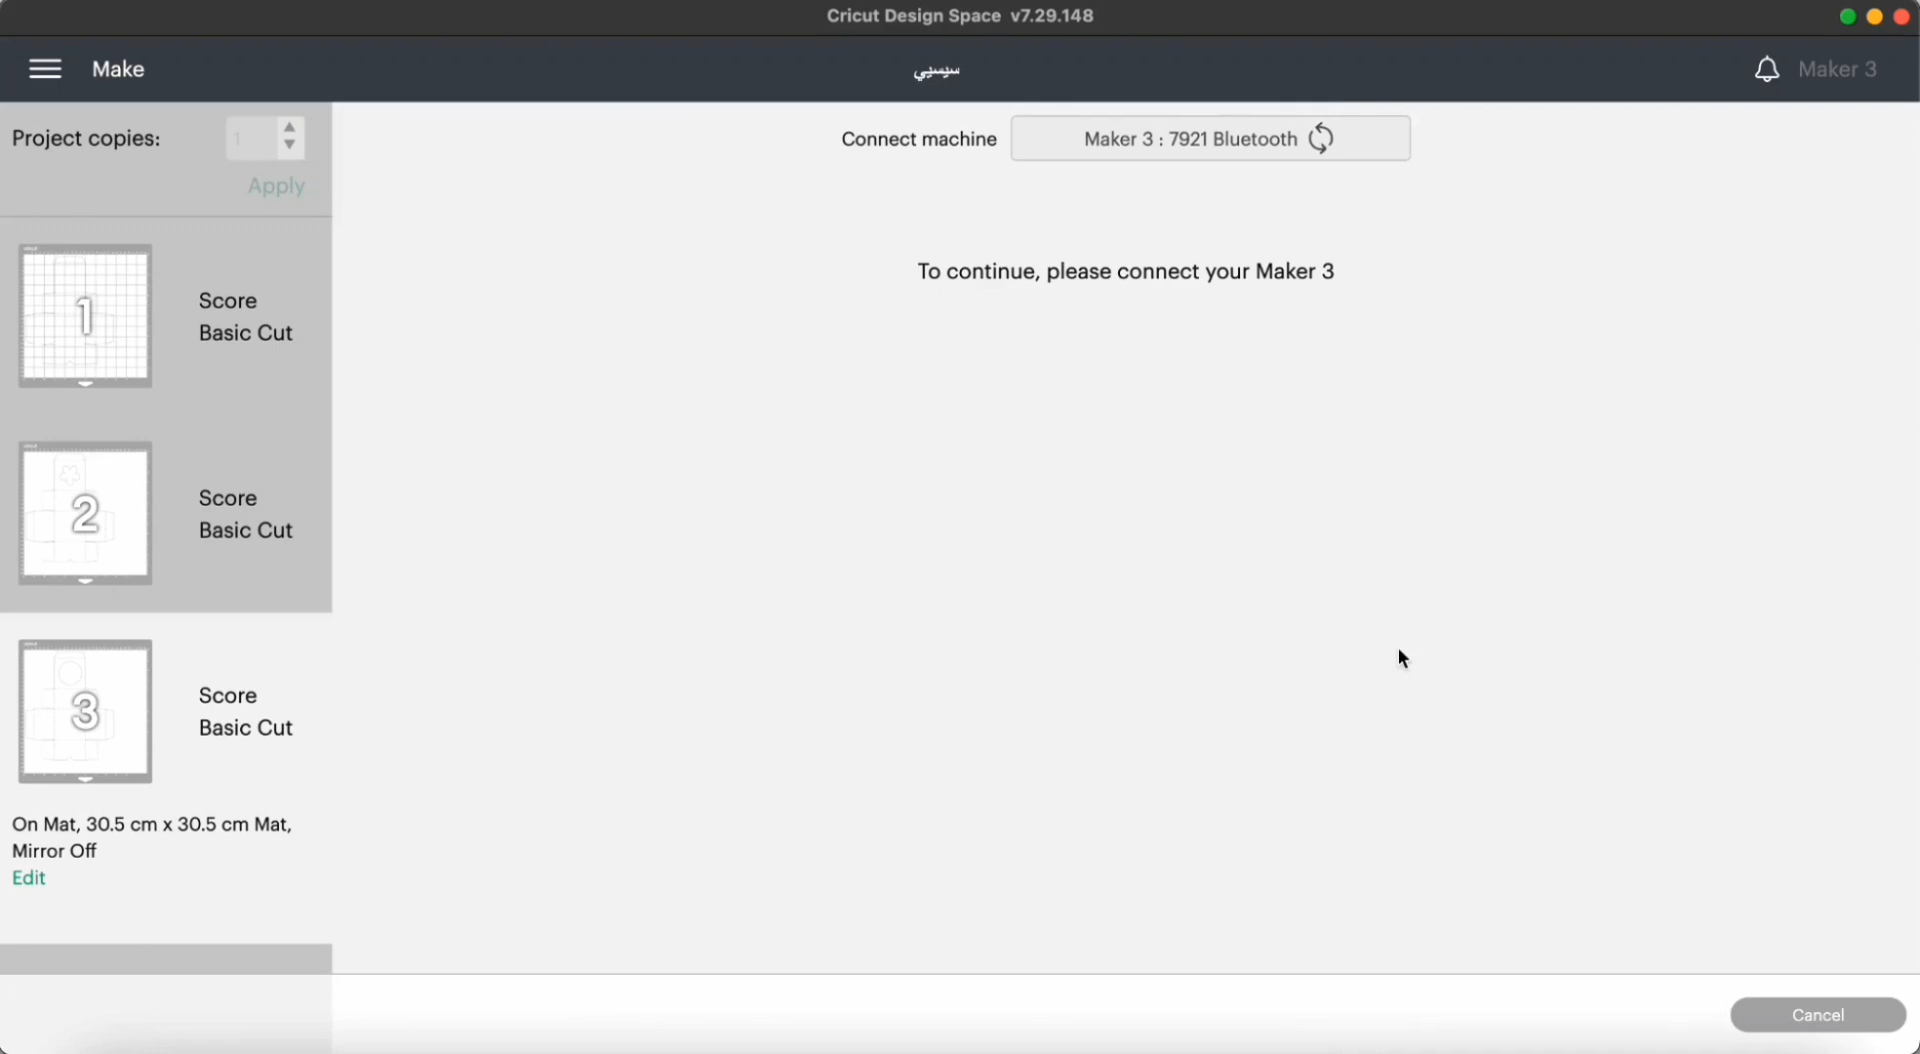 Cricut Design Space v7.29.148
Make
سيسيي
Maker 3
Project copies:
1
Apply
Connect machine
Maker 3 : 7921 Bluetooth
To continue, please connect your Maker 3
1
Score
Basic Cut
2
Score
Basic Cut
3
Score
Basic Cut
On Mat, 30.5 cm x 30.5 cm Mat,
Mirror Off
Edit
Cancel